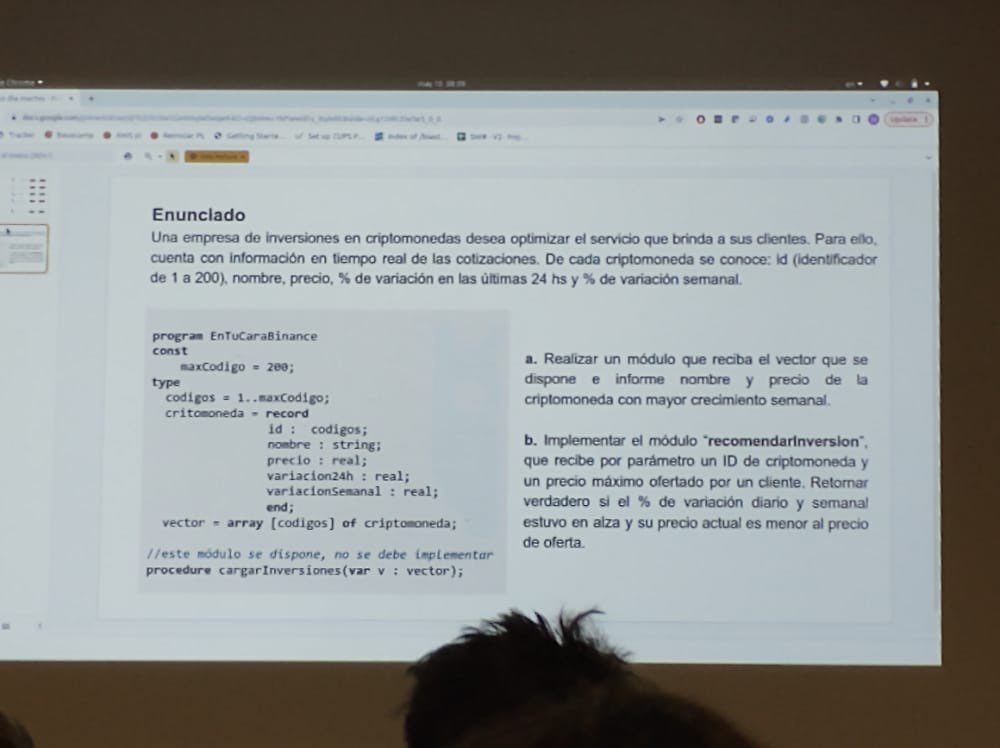 Update
Enunciado
Una empresa de inversiones en criptomonedas desea optimizar el servicio que brinda a sus clientes. Para ello,
cuenta con información en tiempo real de las cotizaciones. De cada criptomoneda se conoce: id (identificador
de 1 a 200), nombre, precio, % de variación en las últimas 24 hs y % de variación semanal.
program EnTuCaraBinance
const
maxCodigo = 200;
type
codigos = 1..maxCodigo;
critomoneda = record
id : codigos;
nombre : string;
precio : real;
variacion24h : real;
variacionSemanal : real;
end;
vector = array [codigos] of criptomoneda;
//este módulo se dispone, no se debe implementar
procedure cargarInversiones(var v : vector);
a. Realizar un módulo que reciba el vector que se
dispone e informe nombre y precio de la
criptomoneda con mayor crecimiento semanal.
b. Implementar el módulo "recomendarInversion",
que recibe por parámetro un ID de criptomoneda y
un precio máximo ofertado por un cliente. Retornar
verdadero si el % de variación diario y semanal
estuvo en alza y su precio actual es menor al precio
de oferta.